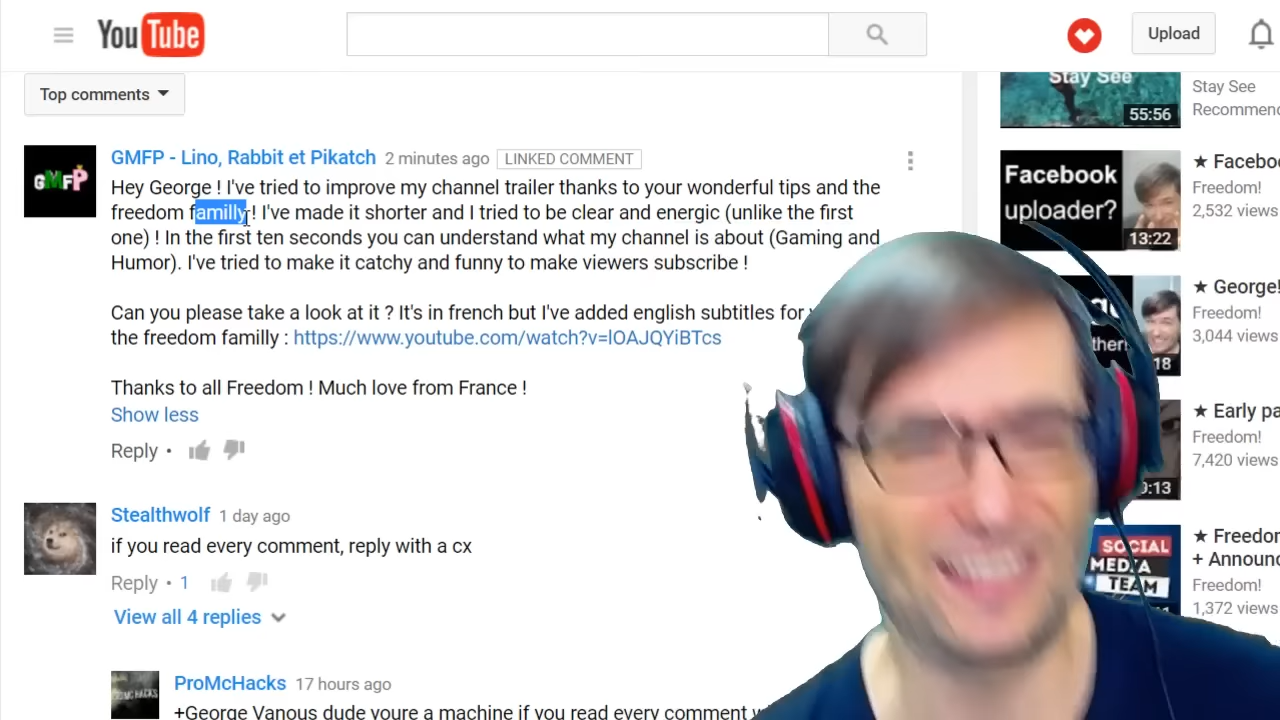 YouTube
Upload
Top comments
GMFP - Lino, Rabbit et Pikatch 2 minutes ago LINKED COMMENT
Hey George ! I've tried to improve my channel trailer thanks to your wonderful tips and the
freedom familly ! I've made it shorter and I tried to be clear and energic (unlike the first
one) ! In the first ten seconds you can understand what my channel is about (Gaming and
Humor). I've tried to make it catchy and funny to make viewers subscribe !
Can you please take a look at it ? It's in french but I've added english subtitles for
the freedom familly : https://www.youtube.com/watch?v=lOAJQYiBTcs
Thanks to all Freedom ! Much love from France !
Show less
Reply •
Stealthwolf 1 day ago
if you read every comment, reply with a cx
Reply • 1
View all 4 replies
ProMcHacks 17 hours ago
+George Vanous dude youre a machine if you read every comment
GMFP
Stay See
55:56
Stay See
Recommen
Facebook
uploader?
13:22
★ Facebo
Freedom!
2,532 views
18
★ George!
Freedom!
3,044 views
:13
★ Early pa
Freedom!
7,420 views
SOCIAL
MEDIA
TEAM
★ Freedo
+ Announ
Freedom!
1,372 views